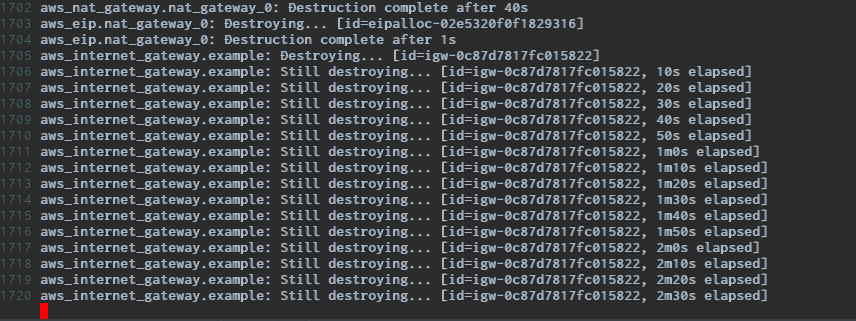 1702 aws_nat_gateway.nat_gateway_0: Destruction complete after 40s
1703 aws_eip.nat_gateway_0: Destroying... [id=eipalloc-02e5320f0f1829316]
1704 aws_eip.nat_gateway_0: Destruction complete after 1s
1705 aws_internet_gateway.example: Destroying... [id=igw-0c87d7817fc015822]
1706 aws_internet_gateway.example: Still destroying... [id=igw-0c87d7817fc015822, 10s elapsed]
1707 aws_internet_gateway.example: Still destroying... [id=igw-0c87d7817fc015822, 20s elapsed]
1708 aws_internet_gateway.example: Still destroying... [id=igw-0c87d7817fc015822, 30s elapsed]
1709 aws_internet_gateway.example: Still destroying... [id=igw-0c87d7817fc015822, 40s elapsed]
1710 aws_internet_gateway.example: Still destroying... [id=igw-0c87d7817fc015822, 50s elapsed]
1711 aws_internet_gateway.example: Still destroying... [id=igw-0c87d7817fc015822, 1m0s elapsed]
1712 aws_internet_gateway.example: Still destroying... [id=igw-0c87d7817fc015822, 1m10s elapsed]
1713 aws_internet_gateway.example: Still destroying... [id=igw-0c87d7817fc015822, 1m20s elapsed]
1714 aws_internet_gateway.example: Still destroying... [id=igw-0c87d7817fc015822, 1m30s elapsed]
1715 aws_internet_gateway.example: Still destroying... [id=igw-0c87d7817fc015822, 1m40s elapsed]
1716 aws_internet_gateway.example: Still destroying... [id=igw-0c87d7817fc015822, 1m50s elapsed]
1717 aws_internet_gateway.example: Still destroying... [id=igw-0c87d7817fc015822, 2m0s elapsed]
1718 aws_internet_gateway.example: Still destroying... [id=igw-0c87d7817fc015822, 2m10s elapsed]
1719 aws_internet_gateway.example: Still destroying... [id=igw-0c87d7817fc015822, 2m20s elapsed]
1720 aws_internet_gateway.example: Still destroying... [id=igw-0c87d7817fc015822, 2m30s elapsed]